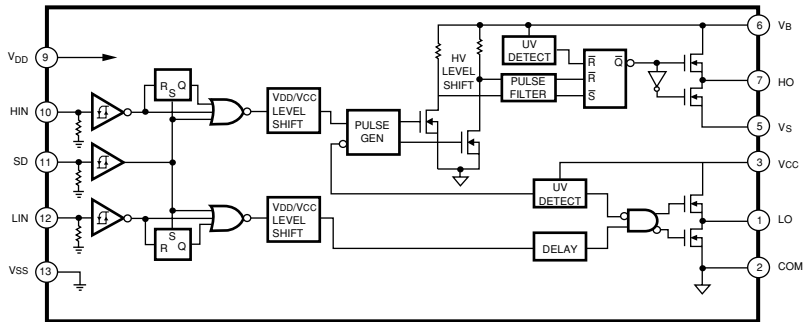 VDD 9
HIN 10
SD 11
LIN 12
VSS 13
R S Q
S
R Q
VDD/VCC
LEVEL
SHIFT
VDD/VCC
LEVEL
SHIFT
PULSE
GEN
HV
LEVEL
SHIFT
UV
DETECT
PULSE
FILTER
R Q
R
S
UV
DETECT
DELAY
6 VB
7 HO
5 VS
3 VCC
1 LO
2 COM